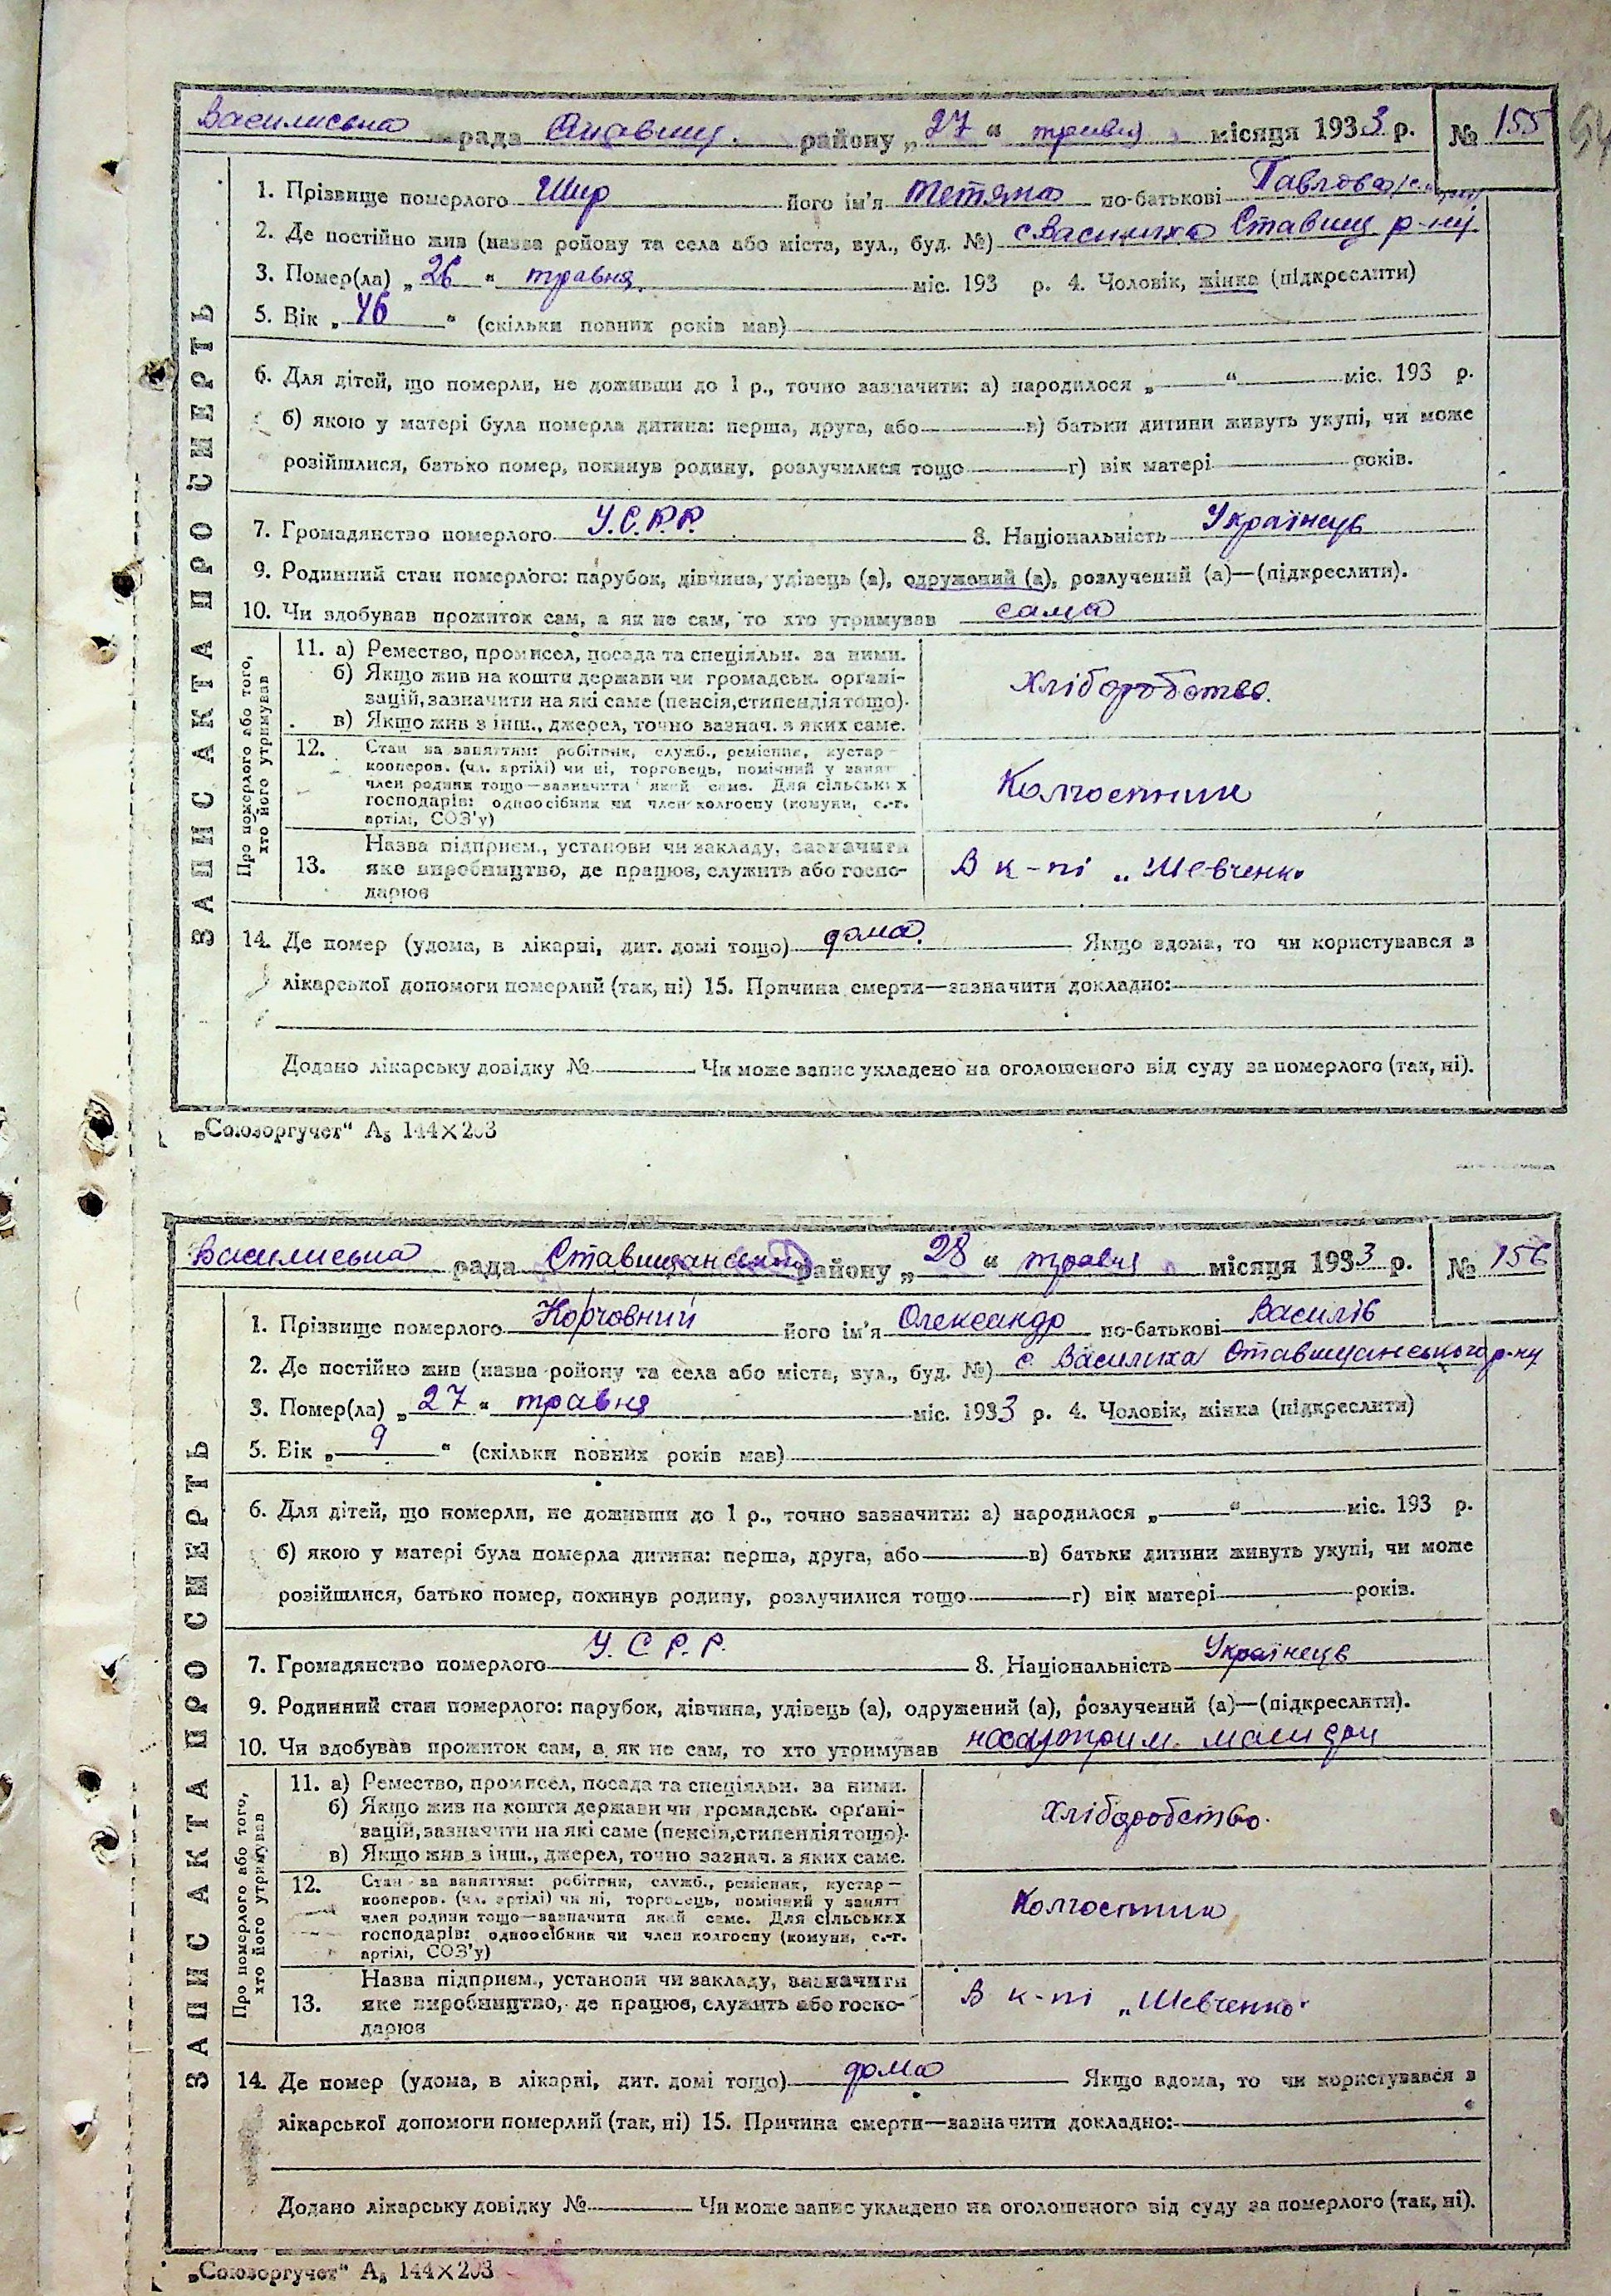 Василиська рада Ставищ. району „27“ травня місяця 1933 р. № 155
ЗАПИС АКТА ПРО СМЕРТЬ
1. Прізвище померлого Шир його ім'я Тетяна по-батькові Павлова
2. Де постійно жив (назва ройону та села або міста, вул., буд. №) с. Василиха Ставищ р-ну
3. Помер(ла) „26“ травня міс. 193 р. 4. Чоловік, жінка (підкреслити)
5. Вік „46“ (скільки повних років мав)
6. Для дітей, що померли, не доживши до 1 р., точно зазначити: а) народилося „ “ міс. 193 р.
б) якою у матері була померла дитина: перша, друга, або в) батьки дитини живуть укупі, чи може
розійшлися, батько помер, покинув родину, розлучилися тощо г) вік матері років.
7. Громадянство померлого У.С.Р.Р. 8. Національність Українець
9. Родинний стан померлого: парубок, дівчина, удівець (а), одружений (а), розлучений (а)—(підкреслити).
10. Чи здобував прожиток сам, а як не сам, то хто утримував сама
Про померлого або того, хто його утримував
11. а) Ремество, промисел, посада та спеціяльн. за ними.
б) Якщо жив на кошти держави чи громадськ. органі-
зацій, зазначити на які саме (пенсія, стипендія тощо).
в) Якщо жив з інш., джерел, точно зазнач. з яких саме.
Хліборобство.
12. Стан за заняттям: робітник, служб., ремісник, кустар—
кооперов. (чл. артілі) чи ні, торговець, помічний у занят
член родини тощо—зазначити який саме. Для сільських
господарів: одноосібник чи член колгоспу (комуни, с.-г.
артілі, СОЗ'у)
Колгоспник
13. Назва підприєм., установи чи закладу, зазначити
яке виробництво, де працює, служить або госпо-
дарює
В к-пі „Шевченко
14. Де помер (удома, в лікарні, дит. домі тощо) дома. Якщо вдома, то чи користувався з
лікарської допомоги померлий (так, ні) 15. Причина смерти—зазначити докладно:
Додано лікарську довідку № Чи може запис укладено на оголошеного від суду за померлого (так, ні).
„Союзоргучет“ А₅ 144×203
Василиська рада Ставищанського району „28“ травня місяця 1933 р. № 156
ЗАПИС АКТА ПРО СМЕРТЬ
1. Прізвище померлого Корчовний його ім'я Олександр по-батькові Василів
2. Де постійно жив (назва ройону та села або міста, вул., буд. №) с. Василиха Ставищанського р-ну
3. Помер(ла) „27“ травня міс. 1933 р. 4. Чоловік, жінка (підкреслити)
5. Вік „9“ (скільки повних років мав)
6. Для дітей, що померли, не доживши до 1 р., точно зазначити: а) народилося „ “ міс. 193 р.
б) якою у матері була померла дитина: перша, друга, або в) батьки дитини живуть укупі, чи може
розійшлися, батько помер, покинув родину, розлучилися тощо г) вік матері років.
7. Громадянство померлого У.С.Р.Р. 8. Національність Українець
9. Родинний стан померлого: парубок, дівчина, удівець (а), одружений (а), розлучений (а)—(підкреслити).
10. Чи здобував прожиток сам, а як не сам, то хто утримував
Про померлого або того, хто його утримував
11. а) Ремество, промисел, посада та спеціяльн. за ними.
б) Якщо жив на кошти держави чи громадськ. органі-
зацій, зазначити на які саме (пенсія, стипендія тощо).
в) Якщо жив з інш., джерел, точно зазнач. з яких саме.
Хліборобство.
12. Стан за заняттям: робітник, служб., ремісник, кустар—
кооперов. (чл. артілі) чи ні, торговець, помічний у занятт
член родини тощо—зазначити який саме. Для сільських
господарів: одноосібник чи член колгоспу (комуни, с.-г.
артілі, СОЗ'у)
Колгоспник
13. Назва підприєм., установи чи закладу, зазначити
яке виробництво, де працює, служить або госпо-
дарює
В к-пі „Шевченко“
14. Де помер (удома, в лікарні, дит. домі тощо) дома Якщо вдома, то чи користувався з
лікарської допомоги померлий (так, ні) 15. Причина смерти—зазначити докладно:
Додано лікарську довідку № Чи може запис укладено на оголошеного від суду за померлого (так, ні).
„Союзоргучет“ А₅ 144×203